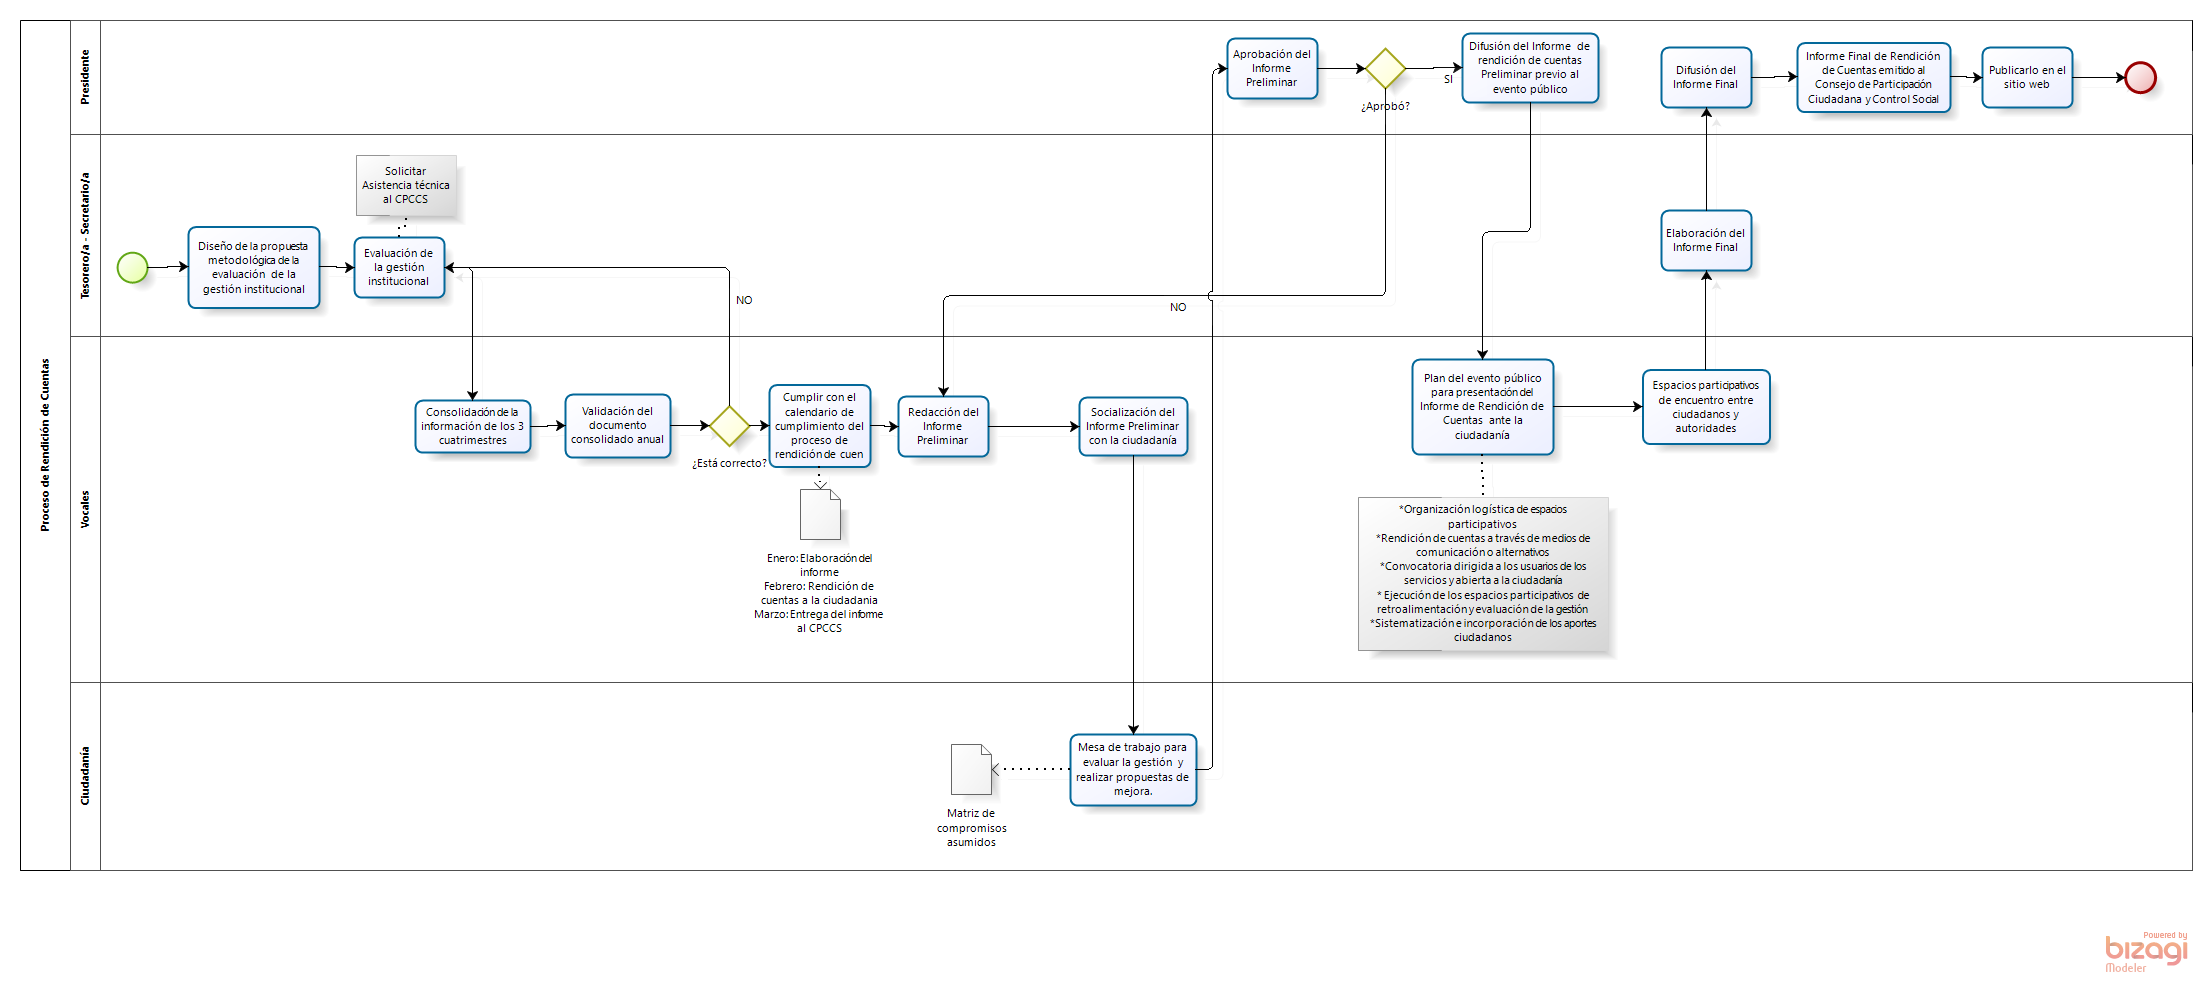 Proceso de Rendición de Cuentas
Presidente
Aprobación del
Informe
Preliminar
¿Aprobó?
SI
Difusión del Informe de
rendición de cuentas
Preliminar previo al
evento público
Difusión del
Informe Final
Informe Final de Rendición
de Cuentas emitido al
Consejo de Participación
Ciudadana y Control Social
Publicarlo en el
sitio web
Tesorero/a - Secretario/a
Solicitar
Asistencia técnica
al CPCCS
Diseño de la propuesta
metodológica de la
evaluación de la
gestión institucional
Evaluación de
la gestión
institucional
NO
NO
Elaboración del
Informe Final
Vocales
Consolidación de la
información de los 3
cuatrimestres
Validación del
documento
consolidado anual
¿Está correcto?
Cumplir con el
calendario de
cumplimiento del
proceso de
rendición de cuen
Enero: Elaboración del
informe
Febrero: Rendición de
cuentas a la ciudadania
Marzo: Entrega del informe
al CPCCS
Redacción del
Informe
Preliminar
Socialización del
Informe Preliminar
con la ciudadanía
Plan del evento público
para presentación del
Informe de Rendición de
Cuentas ante la
ciudadanía
Espacios participativos
de encuentro entre
ciudadanos y
autoridades
*Organización logística de espacios
participativos
*Rendición de cuentas a través de medios de
comunicación o alternativos
*Convocatoria dirigida a los usuarios de los
servicios y abierta a la ciudadanía
* Ejecución de los espacios participativos de
retroalimentación y evaluación de la gestión
*Sistematización e incorporación de los aportes
ciudadanos
Ciudadanía
Matriz de
compromisos
asumidos
Mesa de trabajo para
evaluar la gestión y
realizar propuestas de
mejora.
Powered by
bizagi
Modeler